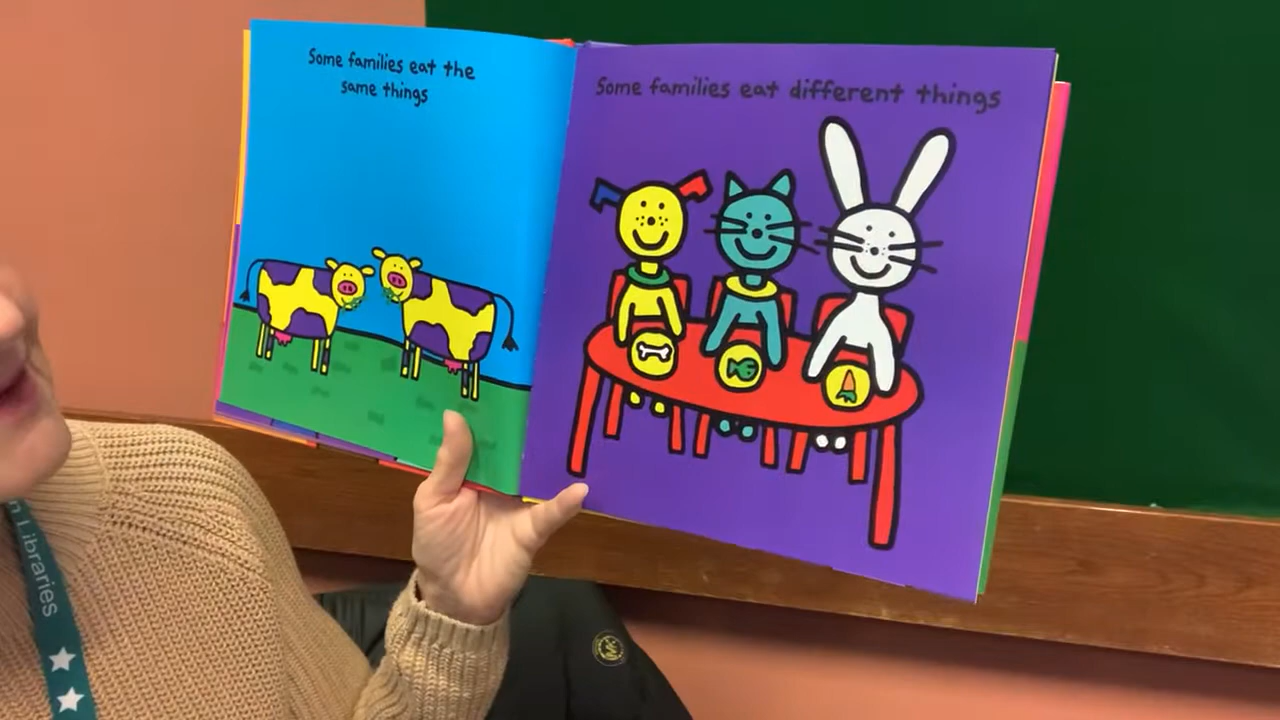 Some families eat the
same things
Some families eat different things
n Libraries